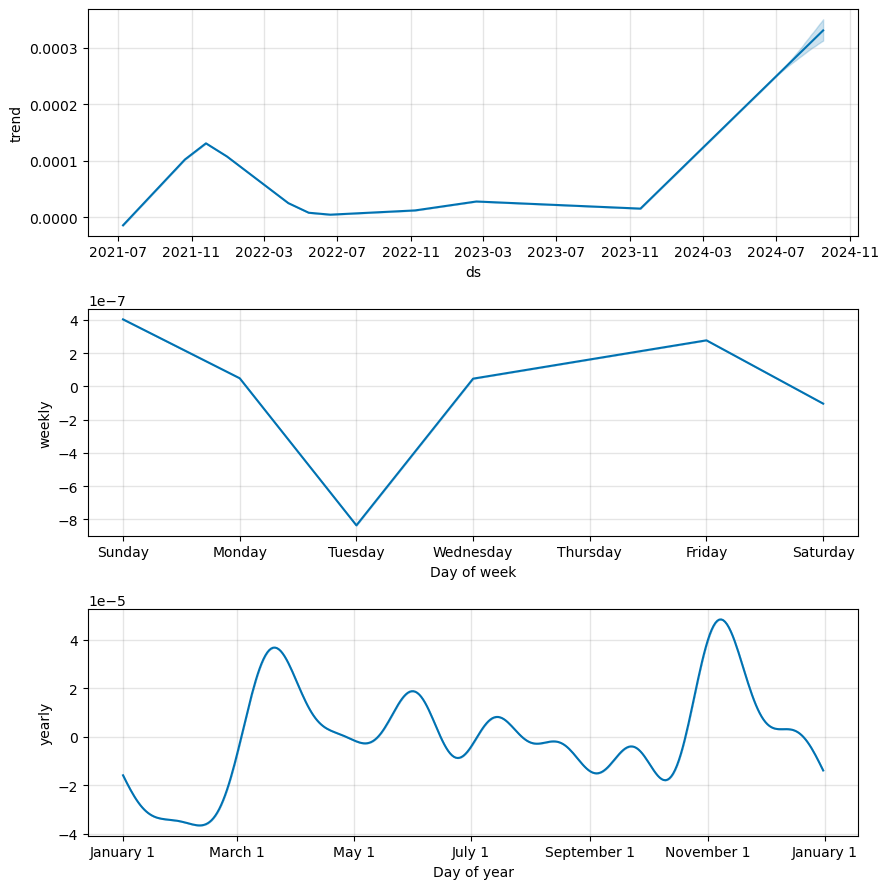 0.0003
0.0002
0.0001
0.0000
trend
2021-07 2021-11 2022-03 2022-07 2022-11 2023-03 2023-07 2023-11 2024-03 2024-07 2024-11
ds
1e−7
4
2
0
−2
−4
−6
−8
weekly
Sunday Monday Tuesday Wednesday Thursday Friday Saturday
Day of week
1e−5
4
2
0
−2
−4
yearly
January 1 March 1 May 1 July 1 September 1 November 1 January 1
Day of year